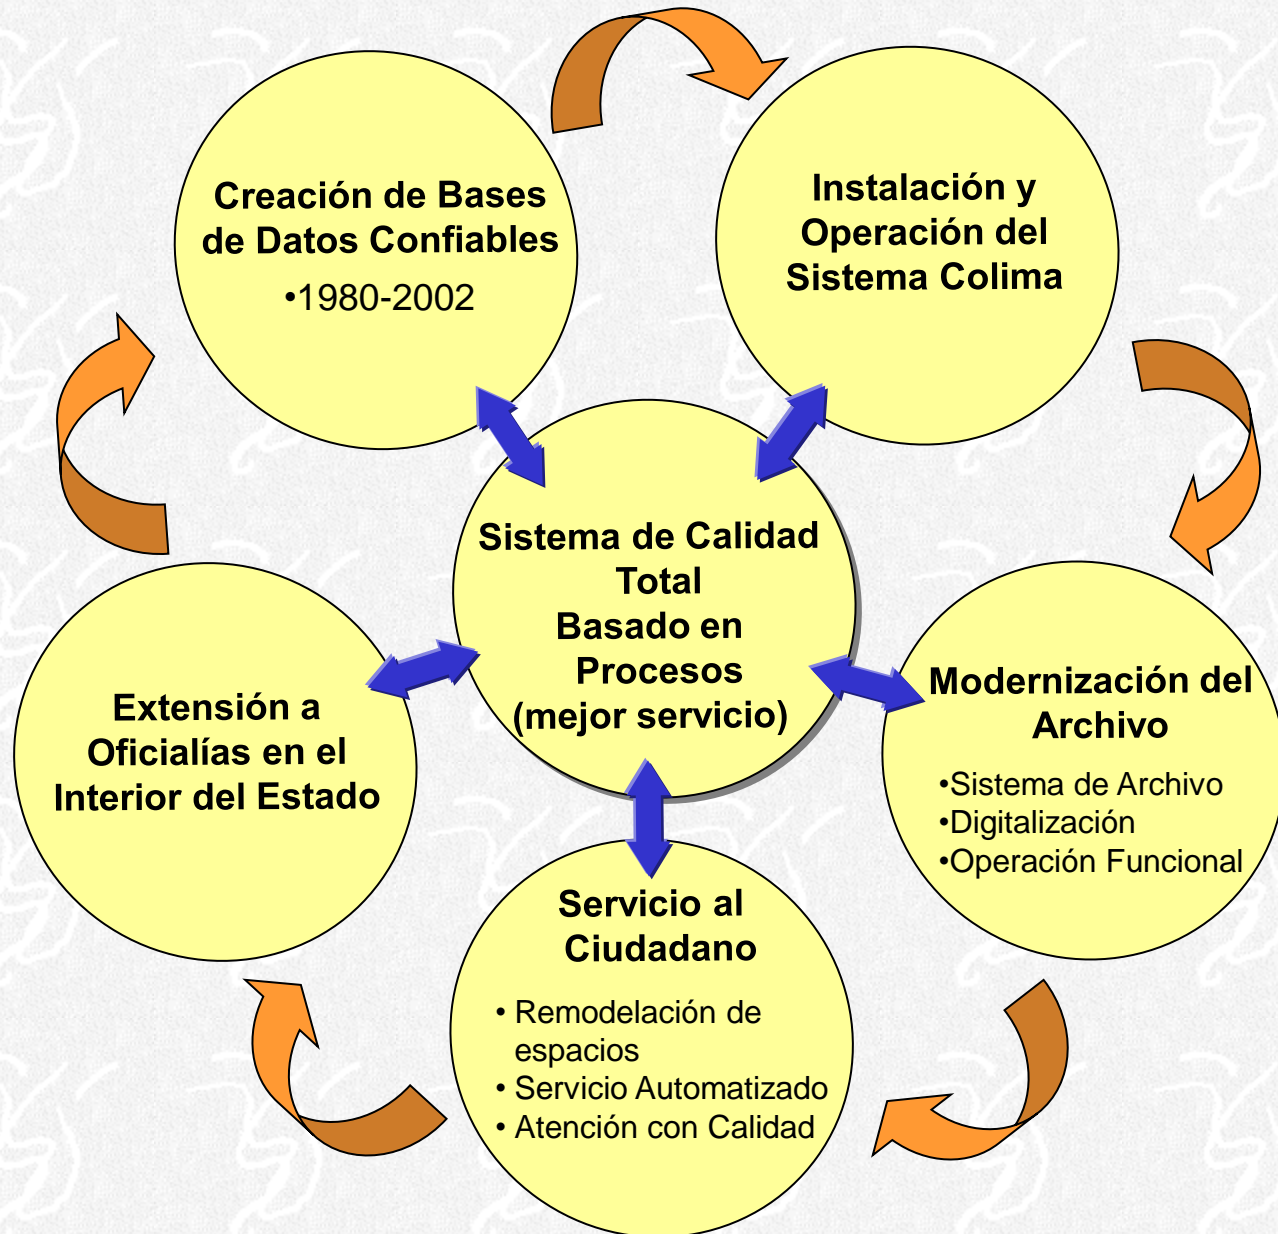 Creación de Bases
de Datos Confiables
•1980-2002
Instalación y
Operación del
Sistema Colima
Sistema de Calidad
Total
Basado en
Procesos
(mejor servicio)
Modernización del
Archivo
•Sistema de Archivo
•Digitalización
•Operación Funcional
Servicio al
Ciudadano
• Remodelación de
espacios
• Servicio Automatizado
• Atención con Calidad
Extensión a
Oficialías en el
Interior del Estado